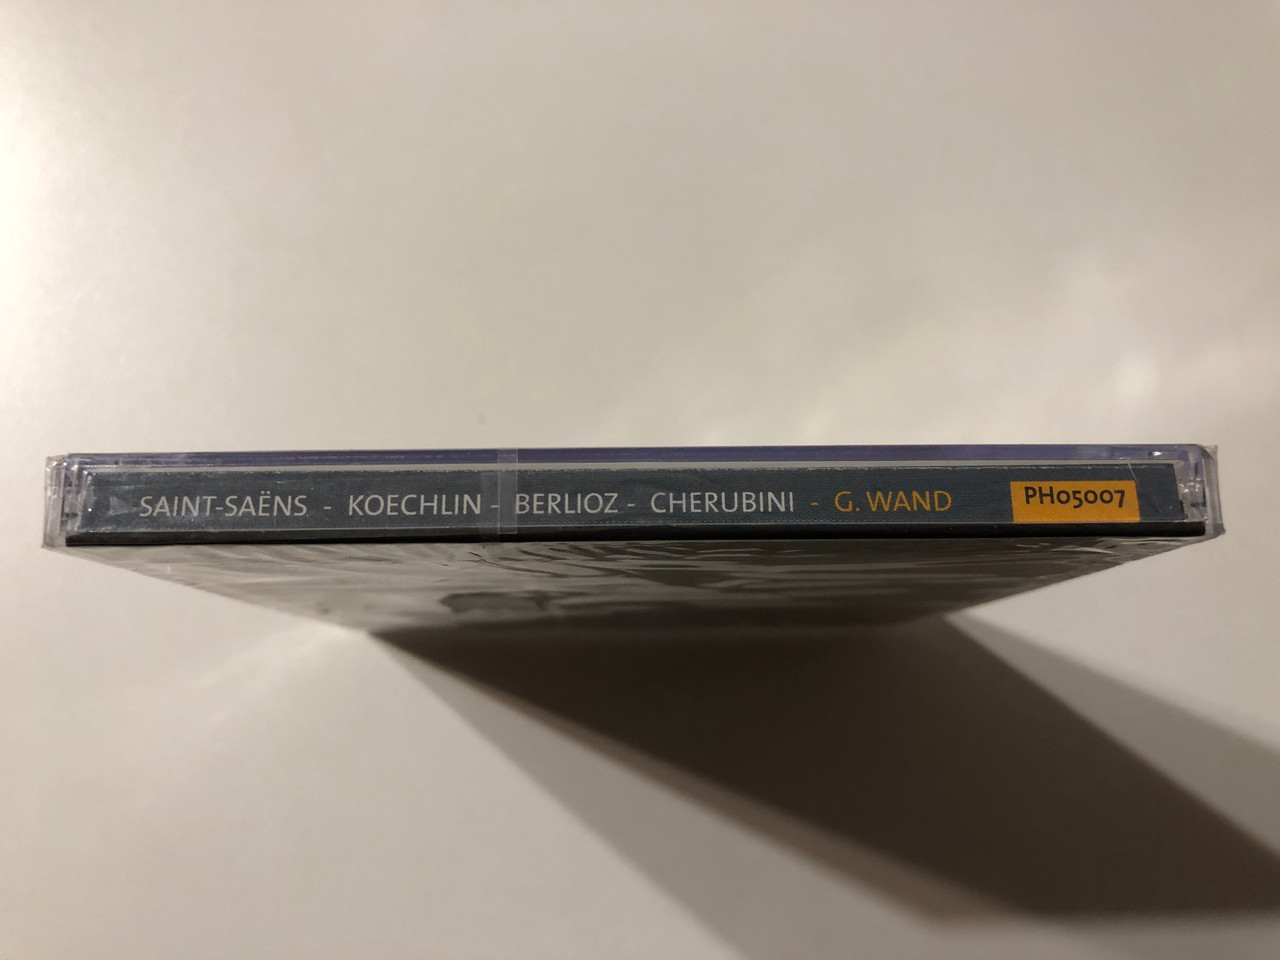 SAINT-SAËNS - KOECHLIN - BERLIOZ - CHERUBINI - G. WAND PH05007